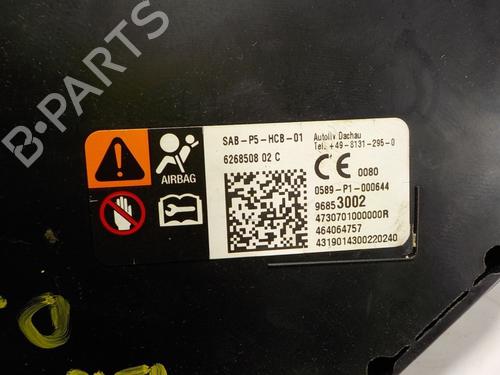 SAB-P5-HCB-01
6268508 02 C
AIRBAG
Autoliv Dachau
Tel. +49-8131-295-0
CE 0080
0589-P1-000644
96853002
4730701000000R
464064757
4319014300220240
B-PARTS